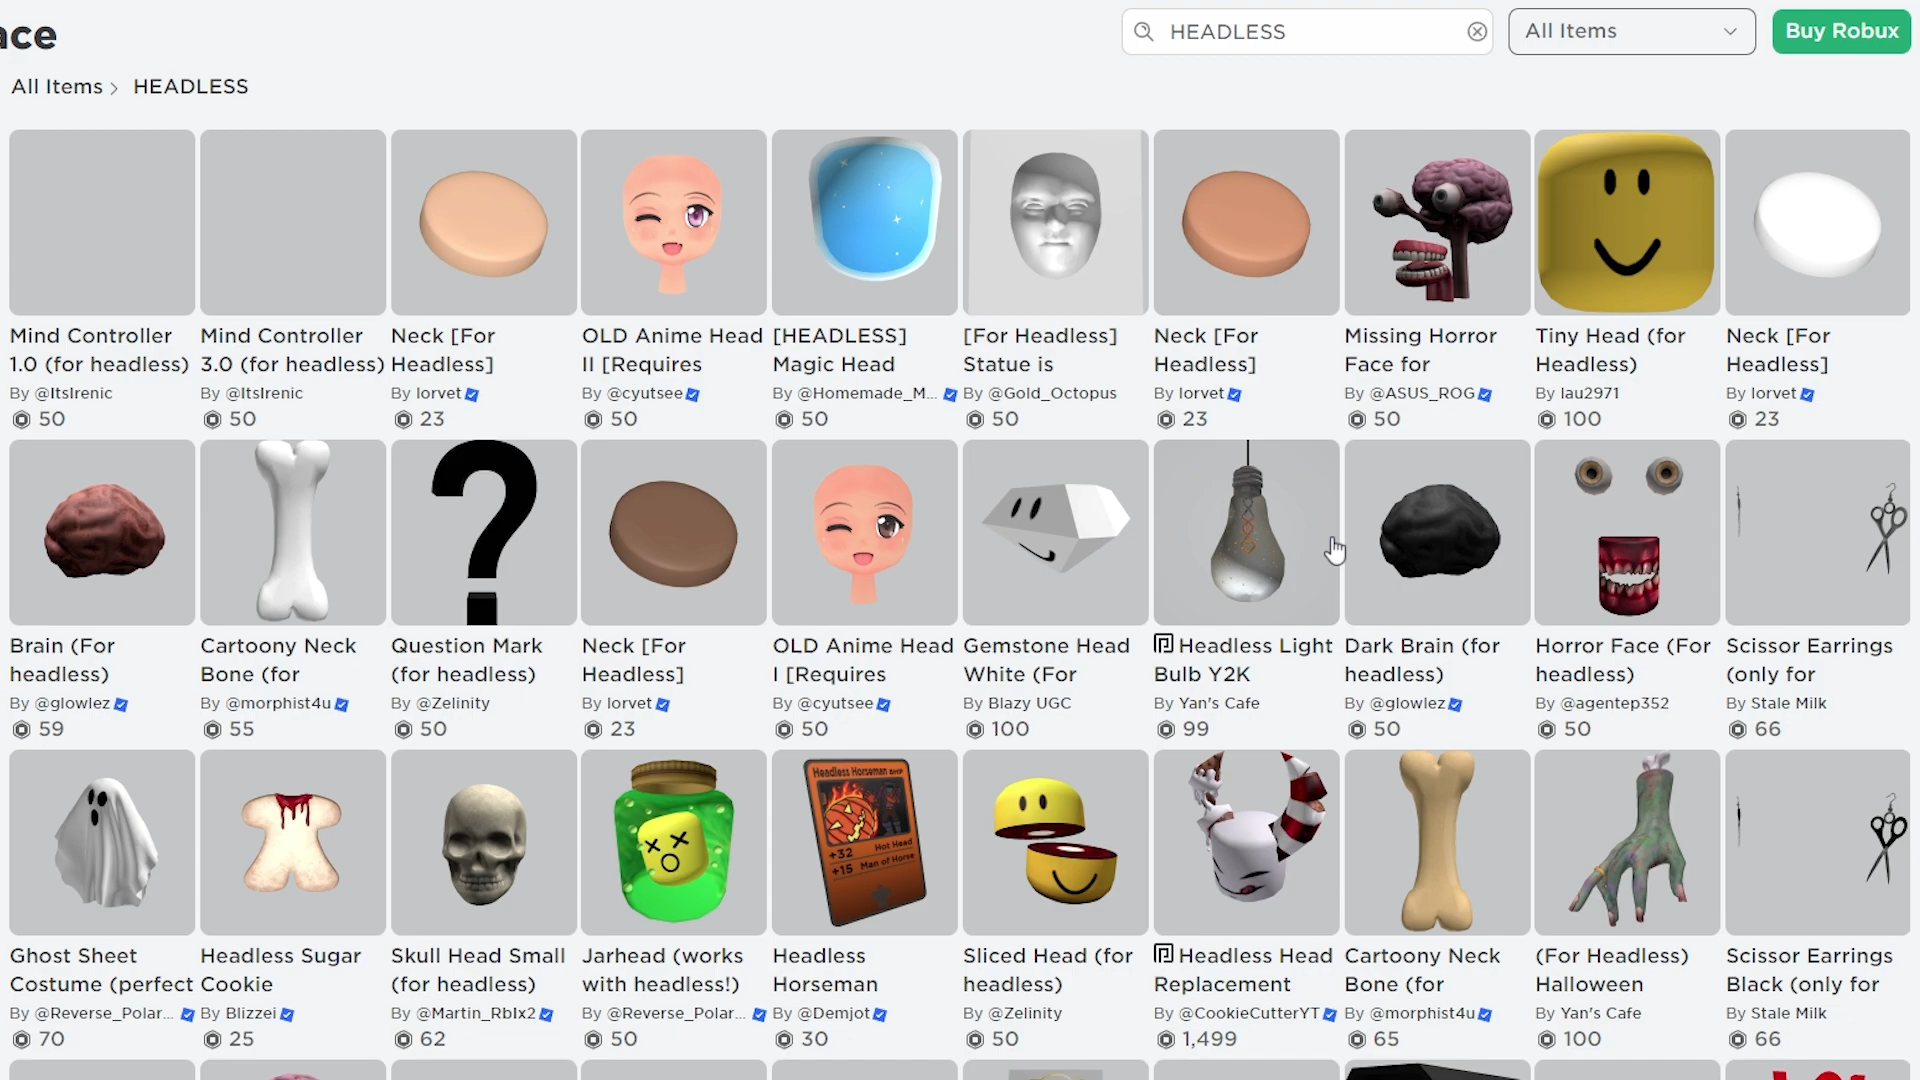 ace
HEADLESS
All Items
Buy Robux
All Items
HEADLESS
Mind Controller
1.0 (for headless)
By @ItsIrenic
50
Mind Controller
3.0 (for headless)
By @ItsIrenic
50
Neck [For
Headless]
By lorvet
23
OLD Anime Head
II [Requires
By @cyutsee
50
[HEADLESS]
Magic Head
By @Homemade_M...
50
[For Headless]
Statue is
By @Gold_Octopus
50
Neck [For
Headless]
By lorvet
23
Missing Horror
Face for
By @ASUS_ROG
50
Tiny Head (for
Headless)
By lau2971
100
Neck [For
Headless]
By lorvet
23
Brain (For
headless)
By @glowlez
59
Cartoony Neck
Bone (for
By @morphist4u
55
Question Mark
(for headless)
By @Zelinity
50
Neck [For
Headless]
By lorvet
23
OLD Anime Head
I [Requires
By @cyutsee
50
Gemstone Head
White (For
By Blazy UGC
100
Headless Light
Bulb Y2K
By Yan's Cafe
99
Dark Brain (for
headless)
By @glowlez
50
Horror Face (For
headless)
By @agentep352
50
Scissor Earrings
(only for
By Stale Milk
66
Ghost Sheet
Costume (perfect
By @Reverse_Polar...
70
Headless Sugar
Cookie
By Blizzei
25
Skull Head Small
(for headless)
By @Martin_Rblx2
62
Jarhead (works
with headless!)
By @Reverse_Polar...
50
Headless Horseman
+32 Hot Head
+15 Man of Horse
Headless
Horseman
By @Demjot
30
Sliced Head (for
headless)
By @Zelinity
50
Headless Head
Replacement
By @CookieCutterYT
1,499
Cartoony Neck
Bone (for
By @morphist4u
65
(For Headless)
Halloween
By Yan's Cafe
100
Scissor Earrings
Black (only for
By Stale Milk
66